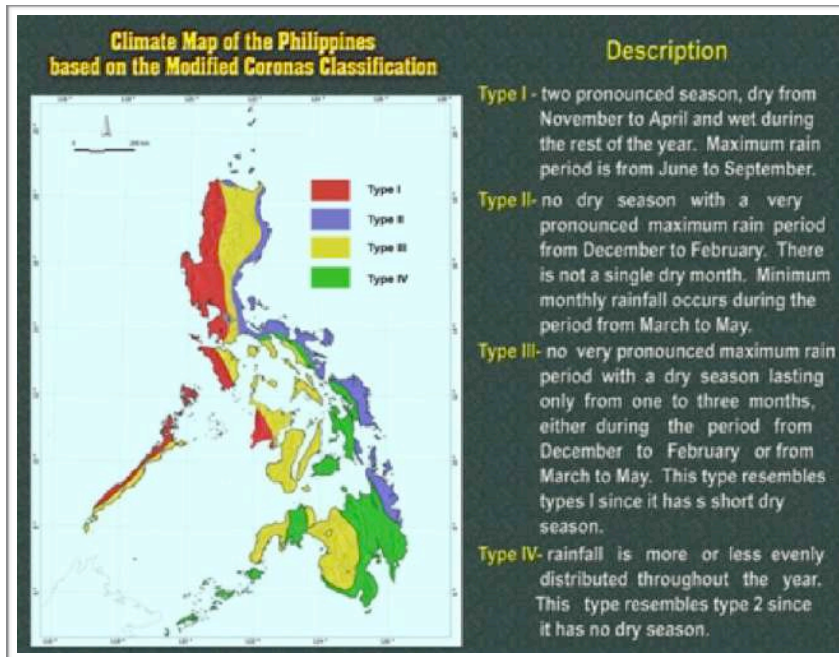 Climate Map of the Philippines
based on the Modified Coronas Classification
Type I
Type II
Type III
Type IV
Description
Type I - two pronounced season, dry from
November to April and wet during
the rest of the year. Maximum rain
period is from June to September.
Type II- no dry season with a very
pronounced maximum rain period
from December to February. There
is not a single dry month. Minimum
monthly rainfall occurs during the
period from March to May.
Type III- no very pronounced maximum rain
period with a dry season lasting
only from one to three months,
either during the period from
December to February or from
March to May. This type resembles
types I since it has s short dry
season.
Type IV- rainfall is more or less evenly
distributed throughout the year.
This type resembles type 2 since
it has no dry season.